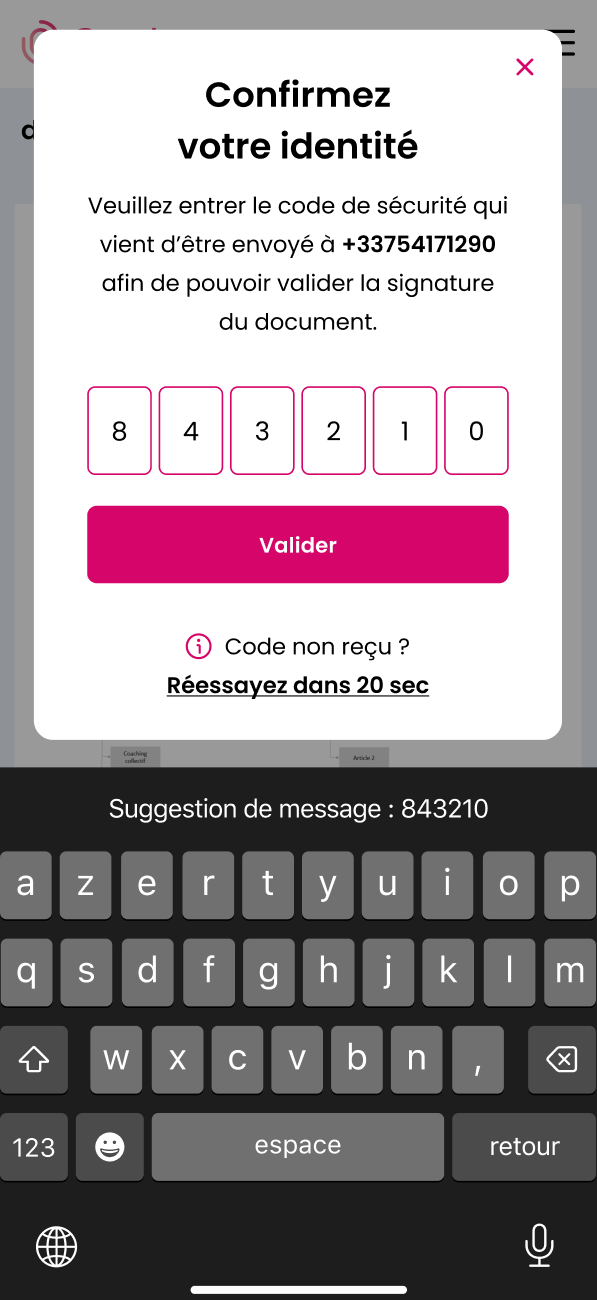 Confirmez
votre identité
Veuillez entrer le code de sécurité qui
vient d’être envoyé à +33754171290
afin de pouvoir valider la signature
du document.
8 4 3 2 1 0
Valider
Code non reçu ?
Réessayez dans 20 sec
Coaching
collectif
Article 2
Suggestion de message : 843210
a z e r t y u i o p
q s d f g h j k l m
w x c v b n ,
123 espace retour